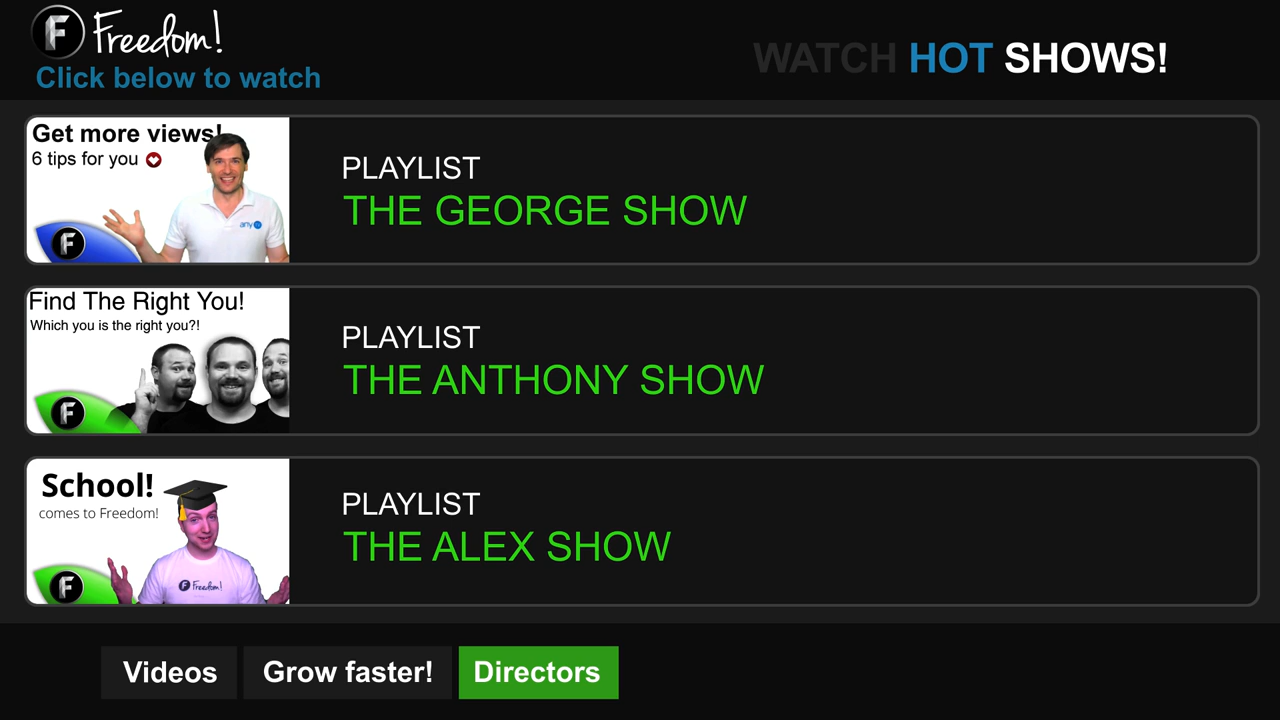 F Freedom!
Click below to watch
WATCH HOT SHOWS!
Get more views!
6 tips for you
any
F
PLAYLIST
THE GEORGE SHOW
Find The Right You!
Which you is the right you?!
F
PLAYLIST
THE ANTHONY SHOW
School!
comes to Freedom!
F Freedom!
F
PLAYLIST
THE ALEX SHOW
Videos
Grow faster!
Directors